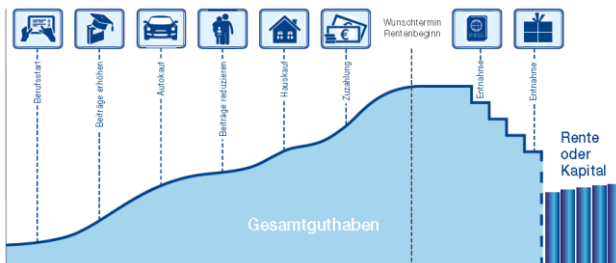 Wunschtermin
Rentenbeginn
Berufsstart
Beiträge erhöhen
Autokauf
Beiträge reduzieren
Hauskauf
Zuzahlung
Entnahme
Entnahme
Rente
oder
Kapital
Gesamtguthaben
€